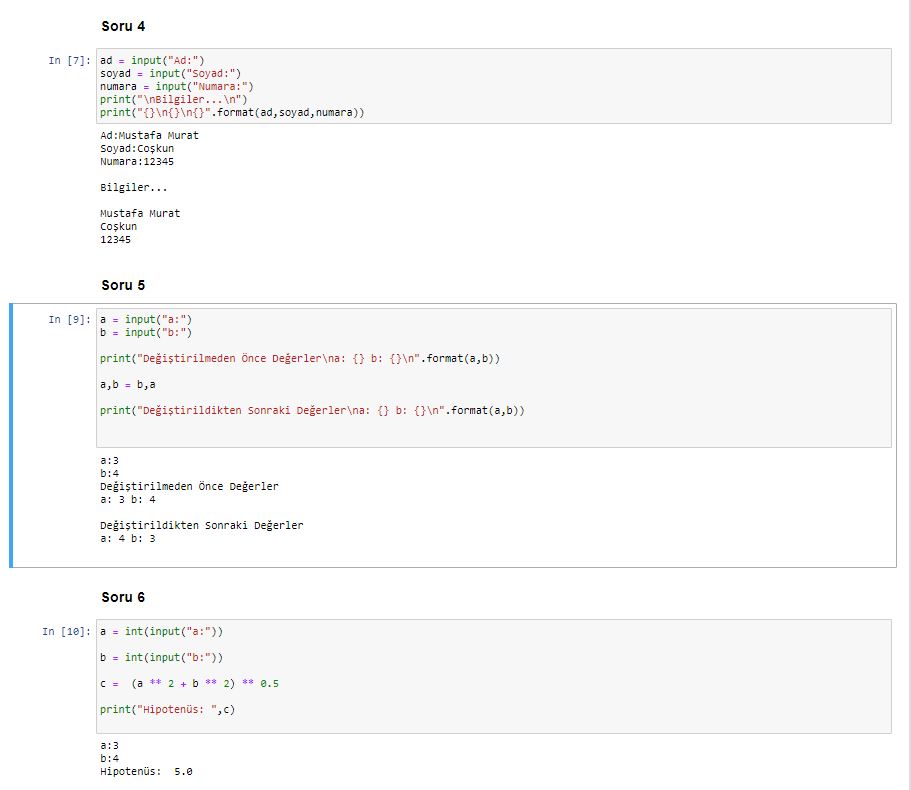 Soru 4
In [7]: ad = input("Ad:")
soyad = input("Soyad:")
numara = input("Numara:")
print("\nBilgiler...\n")
print("{}\n{}\n{}".format(ad,soyad,numara))
Ad:Mustafa Murat
Soyad:Coşkun
Numara:12345
Bilgiler...
Mustafa Murat
Coşkun
12345
Soru 5
In [9]: a = input("a:")
b = input("b:")
print("Değiştirilmeden Önce Değerler\na: {} b: {}\n".format(a,b))
a,b = b,a
print("Değiştirildikten Sonraki Değerler\na: {} b: {}\n".format(a,b))
a:3
b:4
Değiştirilmeden Önce Değerler
a: 3 b: 4
Değiştirildikten Sonraki Değerler
a: 4 b: 3
Soru 6
In [10]: a = int(input("a:"))
b = int(input("b:"))
c =  (a ** 2 + b ** 2) ** 0.5
print("Hipotenüs: ",c)
a:3
b:4
Hipotenüs:  5.0